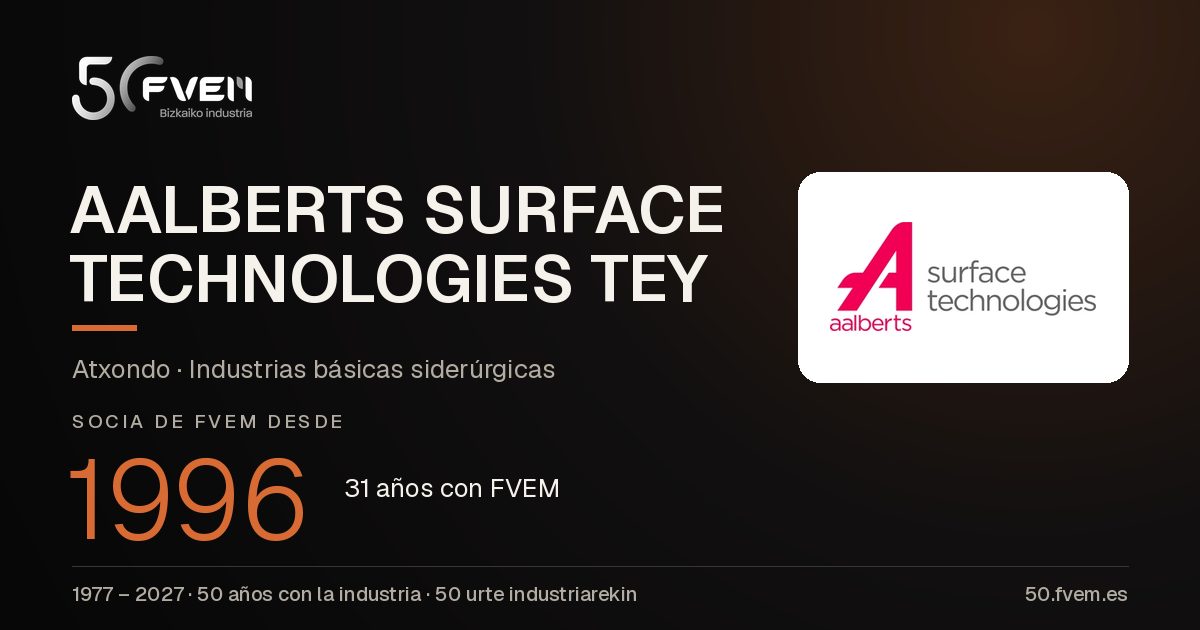 50 FVEM
Bizkaiko industria
AALBERTS SURFACE
TECHNOLOGIES TEY
surface
technologies
aalberts
Atxondo · Industrias básicas siderúrgicas
SOCIA DE FVEM DESDE
1996
31 años con FVEM
1977 – 2027 · 50 años con la industria · 50 urte industriarekin
50.fvem.es